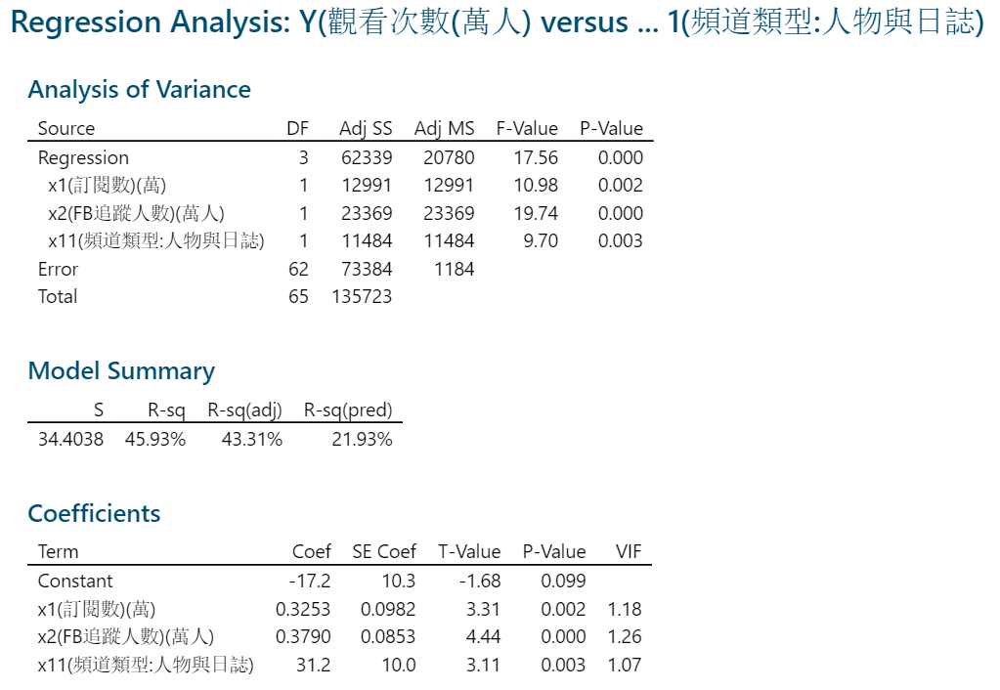 Regression Analysis: Y(觀看次數(萬人) versus ... 1(頻道類型:人物與日誌)
Analysis of Variance
Source DF Adj SS Adj MS F-Value P-Value
Regression 3 62339 20780 17.56 0.000
x1(訂閱數)(萬) 1 12991 12991 10.98 0.002
x2(FB追蹤人數)(萬人) 1 23369 23369 19.74 0.000
x11(頻道類型:人物與日誌) 1 11484 11484 9.70 0.003
Error 62 73384 1184
Total 65 135723
Model Summary
S R-sq R-sq(adj) R-sq(pred)
34.4038 45.93% 43.31% 21.93%
Coefficients
Term Coef SE Coef T-Value P-Value VIF
Constant -17.2 10.3 -1.68 0.099
x1(訂閱數)(萬) 0.3253 0.0982 3.31 0.002 1.18
x2(FB追蹤人數)(萬人) 0.3790 0.0853 4.44 0.000 1.26
x11(頻道類型:人物與日誌) 31.2 10.0 3.11 0.003 1.07